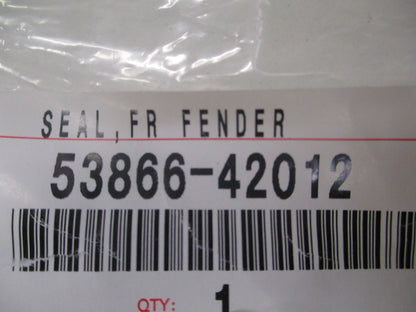 SEAL,FR FENDER
53866-42012
QTY: 1